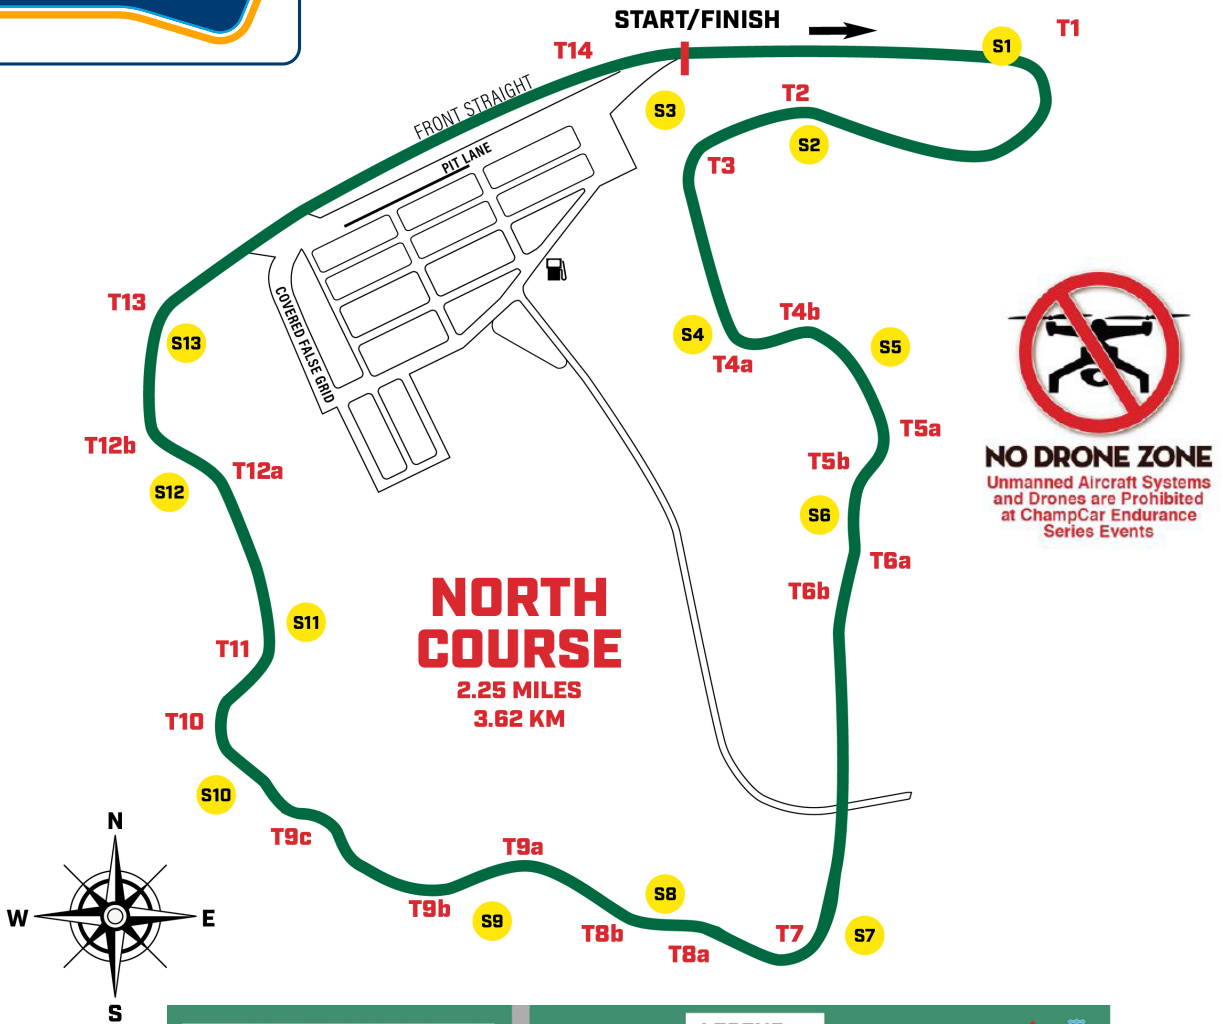 START/FINISH
T1
S1
T14
FRONT STRAIGHT
S3
T2
S2
T3
PIT LANE
T13
S13
COVERED FALSE GRID
S4
T4a
T4b
S5
T5a
T5b
S6
T6a
T6b
NO DRONE ZONE
Unmanned Aircraft Systems
and Drones are Prohibited
at ChampCar Endurance
Series Events
T12b
T12a
S12
NORTH
COURSE
2.25 MILES
3.62 KM
S11
T11
T10
S10
T9c
T9a
T9b
S9
S8
T8b
T8a
T7
S7
N
W
E
S